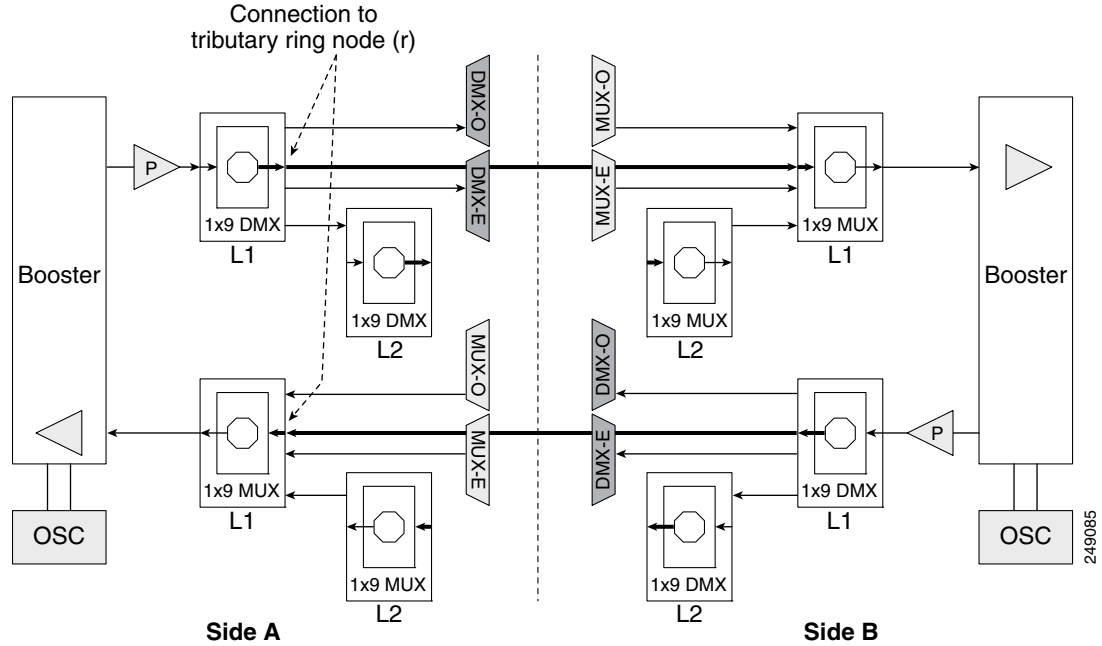 Connection to
tributary ring node (r)
DMX-O
MUX-O
P
DMX-E
MUX-E
1x9 DMX
L1
1x9 MUX
L1
Booster
Booster
1x9 DMX
L2
1x9 MUX
L2
MUX-O
DMX-O
P
MUX-E
DMX-E
1x9 MUX
L1
1x9 DMX
L1
OSC
OSC
249085
1x9 MUX
L2
1x9 DMX
L2
Side A
Side B